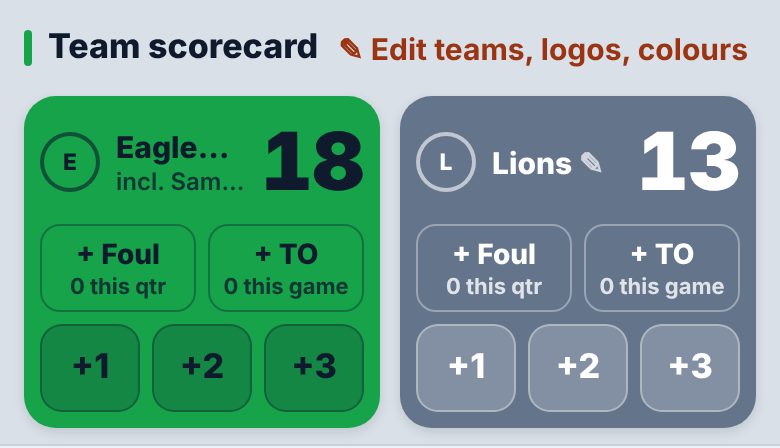 Team scorecard ✎ Edit teams, logos, colours
E Eagle... 18
incl. Sam...
+ Foul + TO
0 this qtr 0 this game
+1 +2 +3
L Lions ✎ 13
+ Foul + TO
0 this qtr 0 this game
+1 +2 +3